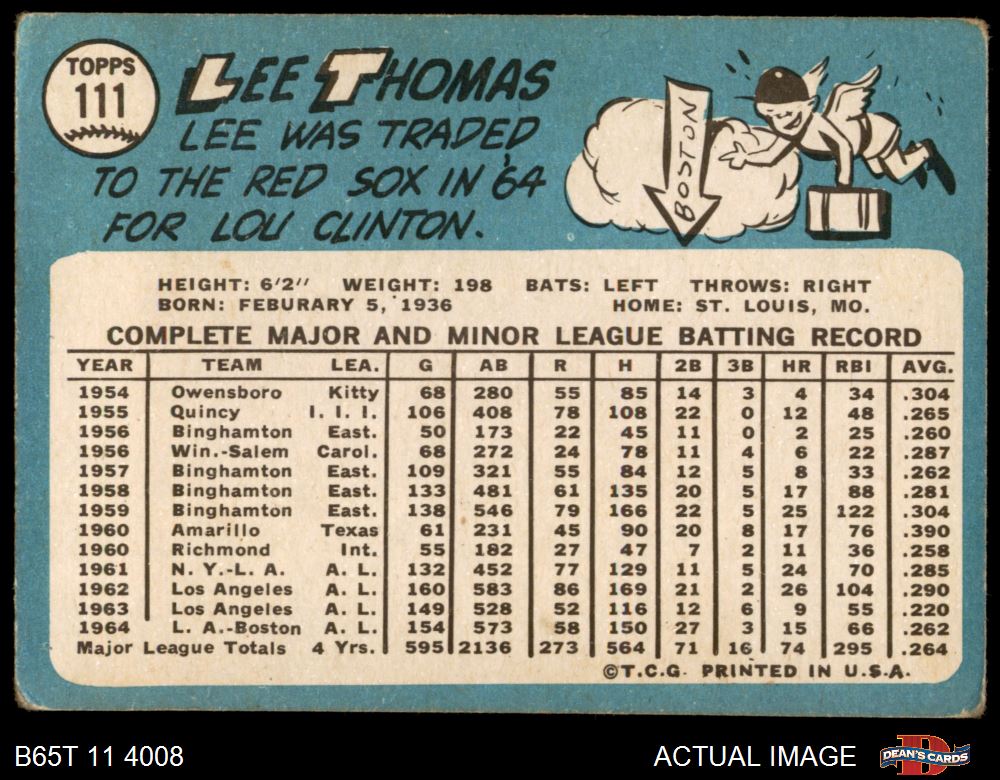 TOPPS
111
LEE THOMAS
LEE WAS TRADED
TO THE RED SOX IN '64
FOR LOU CLINTON.
BOSTON
HEIGHT: 6'2" WEIGHT: 198 BATS: LEFT THROWS: RIGHT
BORN: FEBURARY 5, 1936 HOME: ST. LOUIS, MO.
COMPLETE MAJOR AND MINOR LEAGUE BATTING RECORD
YEAR TEAM LEA. G AB R H 2B 3B HR RBI AVG.
1954 Owensboro Kitty 68 280 55 85 14 3 4 34 .304
1955 Quincy I. I. I. 106 408 78 108 22 0 12 48 .265
1956 Binghamton East. 50 173 22 45 11 0 2 25 .260
1956 Win.-Salem Carol. 68 272 24 78 11 4 6 22 .287
1957 Binghamton East. 109 321 55 84 12 5 8 33 .262
1958 Binghamton East. 133 481 61 135 20 5 17 88 .281
1959 Binghamton East. 138 546 79 166 22 5 25 122 .304
1960 Amarillo Texas 61 231 45 90 20 8 17 76 .390
1960 Richmond Int. 55 182 27 47 7 2 11 36 .258
1961 N. Y.-L. A. A. L. 132 452 77 129 11 5 24 70 .285
1962 Los Angeles A. L. 160 583 86 169 21 2 26 104 .290
1963 Los Angeles A. L. 149 528 52 116 12 6 9 55 .220
1964 L. A.-Boston A. L. 154 573 58 150 27 3 15 66 .262
Major League Totals 4 Yrs. 595 2136 273 564 71 16 74 295 .264
©T.C.G. PRINTED IN U.S.A.
B65T 11 4008 ACTUAL IMAGE DEAN'S CARDS